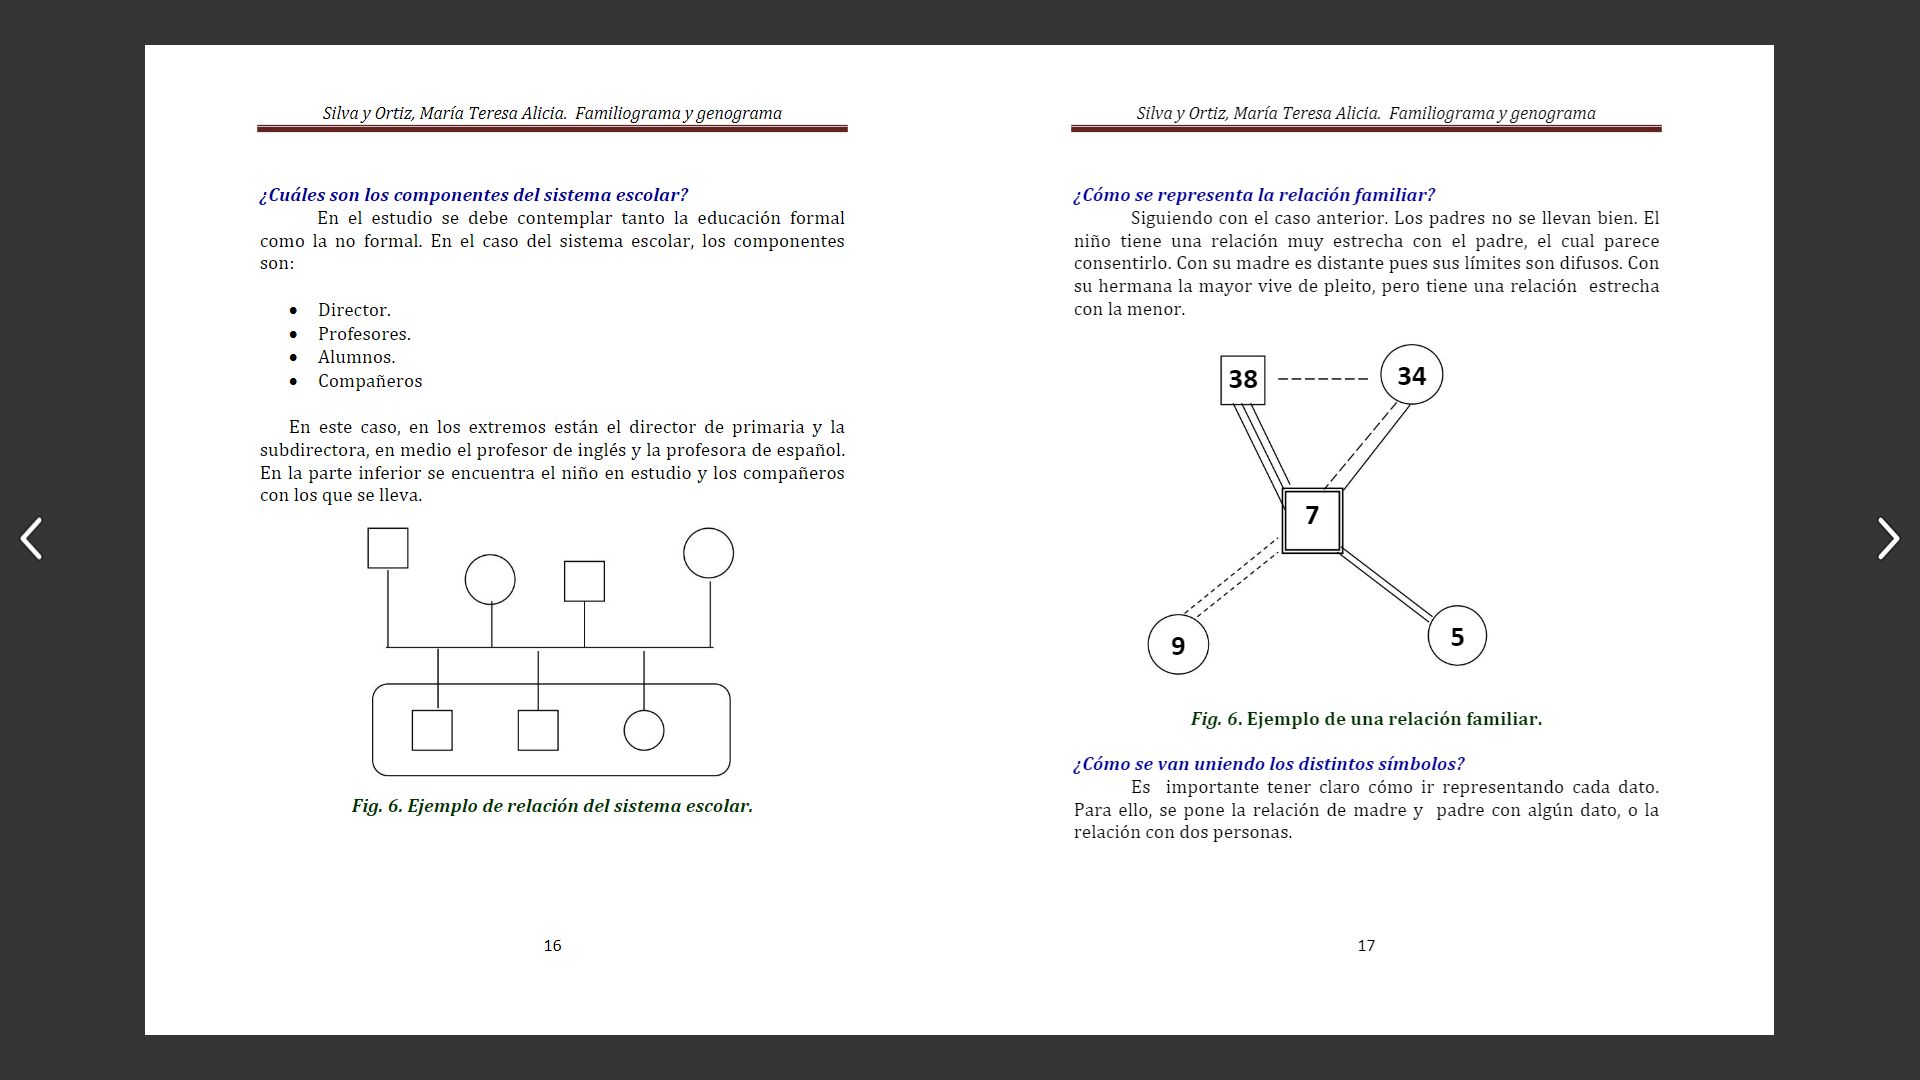 Silva y Ortiz, María Teresa Alicia.  Familiograma y genograma
¿Cuáles son los componentes del sistema escolar?
En el estudio se debe contemplar tanto la educación formal
como la no formal. En el caso del sistema escolar, los componentes
son:
• Director.
• Profesores.
• Alumnos.
• Compañeros
En este caso, en los extremos están el director de primaria y la
subdirectora, en medio el profesor de inglés y la profesora de español.
En la parte inferior se encuentra el niño en estudio y los compañeros
con los que se lleva.
Fig. 6. Ejemplo de relación del sistema escolar.
16
Silva y Ortiz, María Teresa Alicia.  Familiograma y genograma
¿Cómo se representa la relación familiar?
Siguiendo con el caso anterior. Los padres no se llevan bien. El
niño tiene una relación muy estrecha con el padre, el cual parece
consentirlo. Con su madre es distante pues sus límites son difusos. Con
su hermana la mayor vive de pleito, pero tiene una relación  estrecha
con la menor.
38
34
7
9
5
Fig. 6. Ejemplo de una relación familiar.
¿Cómo se van uniendo los distintos símbolos?
Es  importante tener claro cómo ir representando cada dato.
Para ello, se pone la relación de madre y  padre con algún dato, o la
relación con dos personas.
17